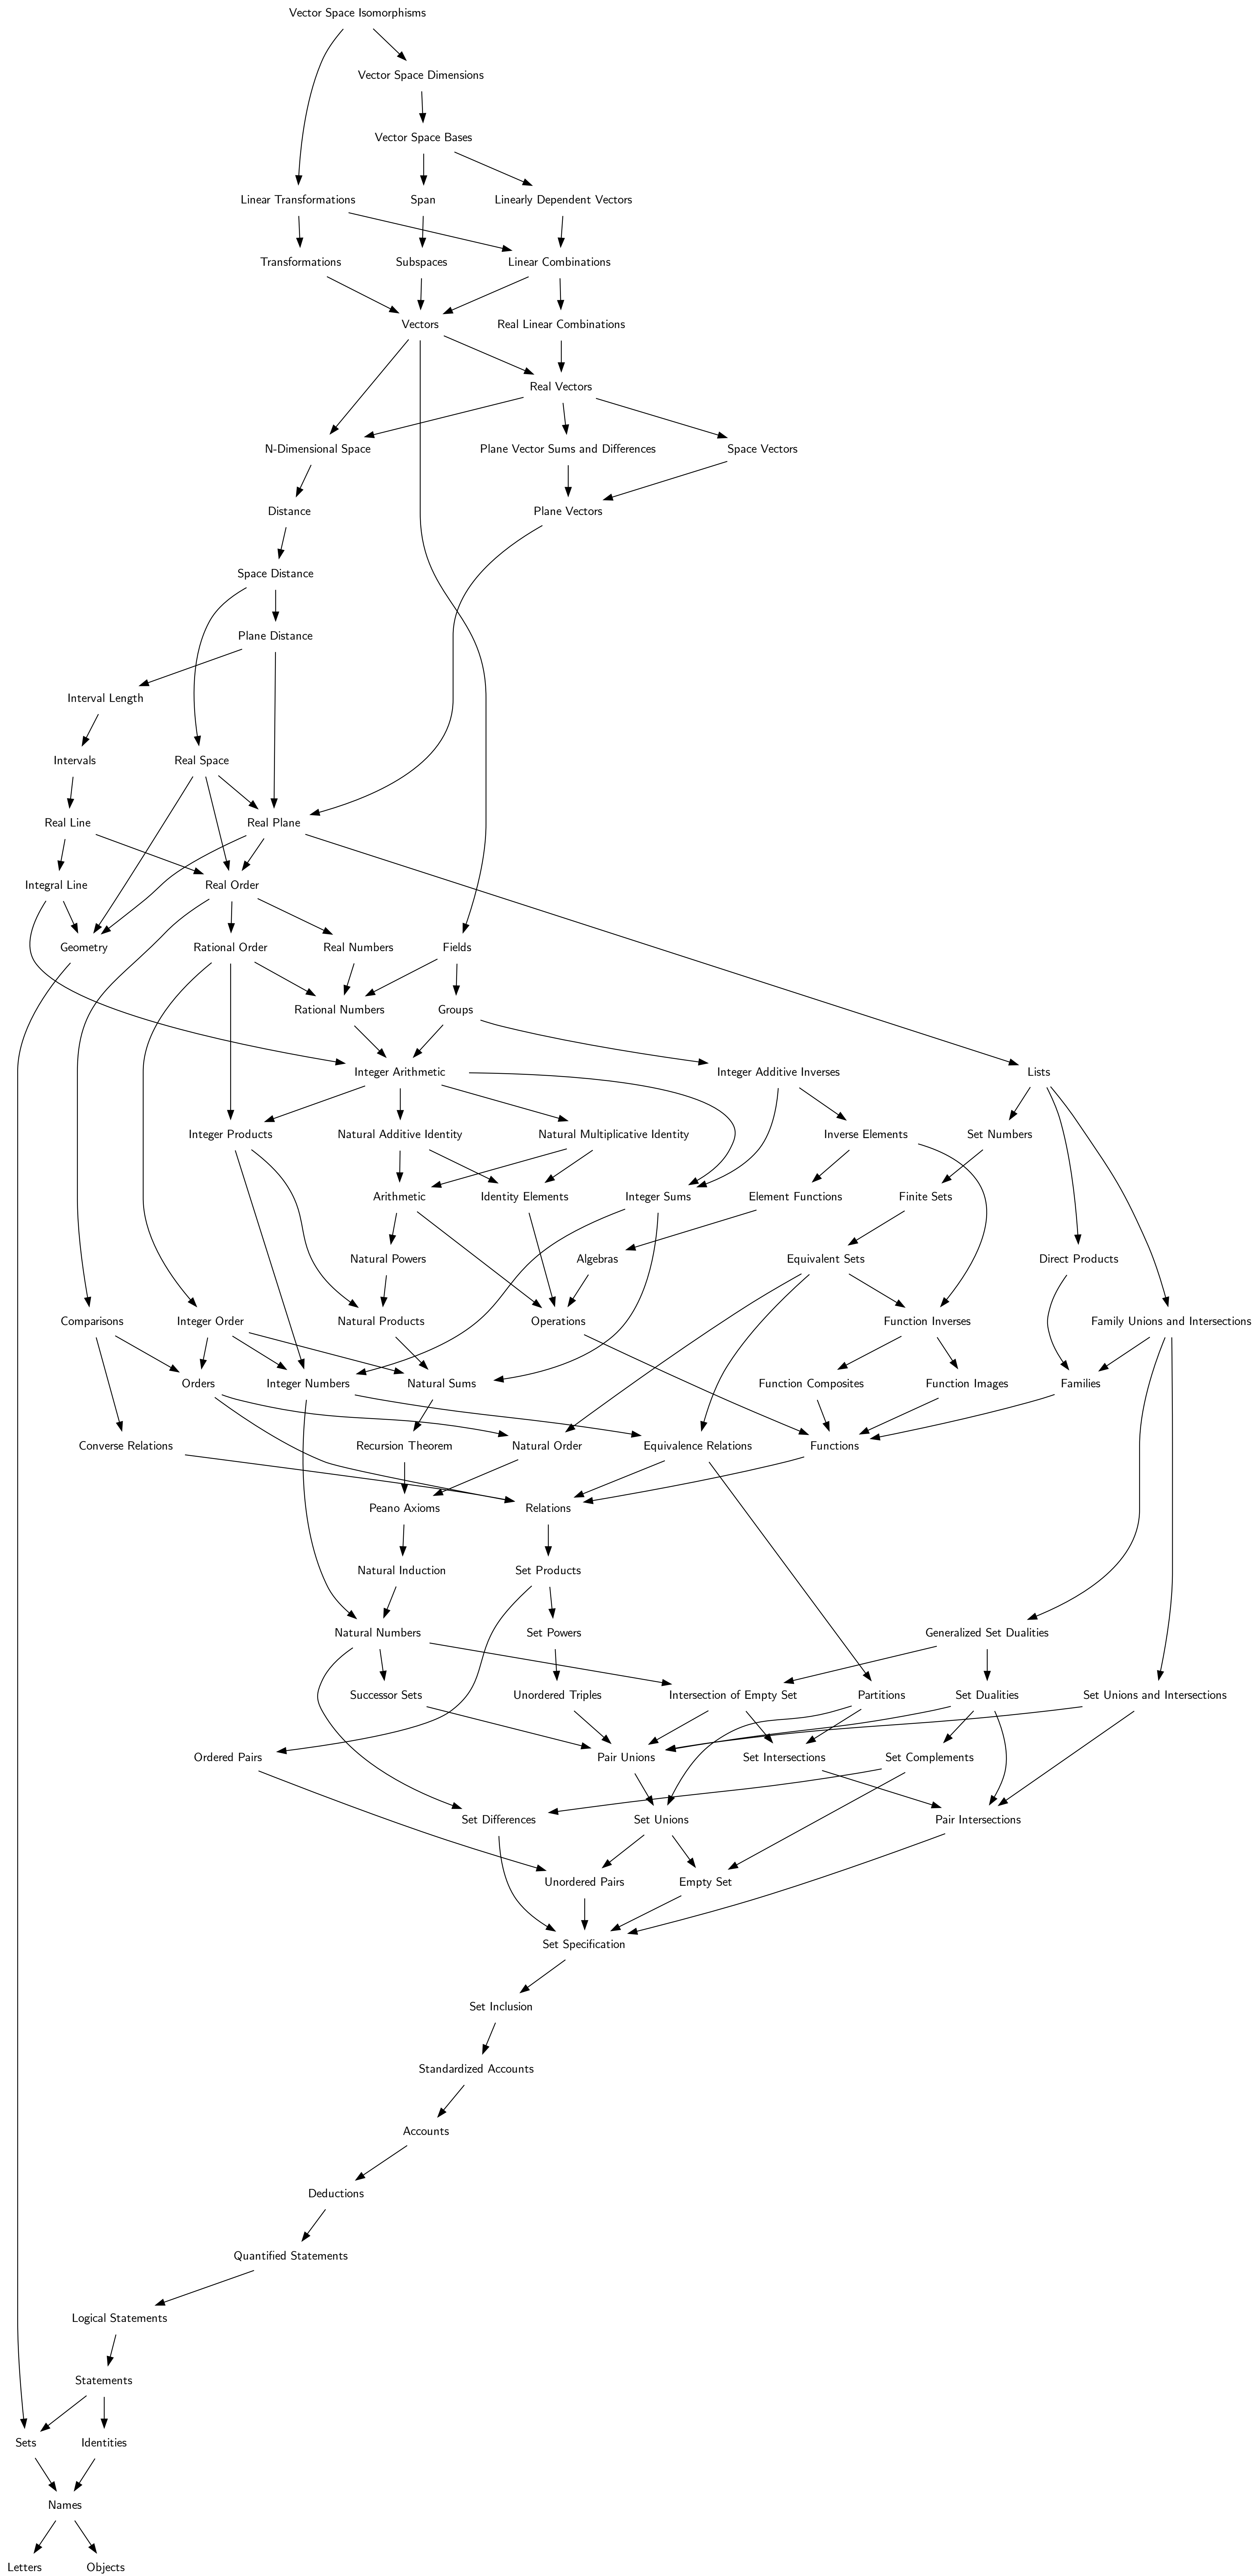 Vector Space Isomorphisms
Vector Space Dimensions
Vector Space Bases
Linear Transformations
Span
Linearly Dependent Vectors
Transformations
Subspaces
Linear Combinations
Vectors
Real Linear Combinations
Real Vectors
N-Dimensional Space
Plane Vector Sums and Differences
Space Vectors
Distance
Plane Vectors
Space Distance
Plane Distance
Interval Length
Intervals
Real Space
Real Line
Real Plane
Integral Line
Real Order
Geometry
Rational Order
Real Numbers
Fields
Rational Numbers
Groups
Integer Arithmetic
Integer Additive Inverses
Lists
Integer Products
Natural Additive Identity
Natural Multiplicative Identity
Inverse Elements
Set Numbers
Arithmetic
Identity Elements
Integer Sums
Element Functions
Finite Sets
Natural Powers
Algebras
Equivalent Sets
Direct Products
Comparisons
Integer Order
Natural Products
Operations
Function Inverses
Family Unions and Intersections
Orders
Integer Numbers
Natural Sums
Function Composites
Function Images
Families
Converse Relations
Recursion Theorem
Natural Order
Equivalence Relations
Functions
Peano Axioms
Relations
Natural Induction
Set Products
Natural Numbers
Set Powers
Generalized Set Dualities
Successor Sets
Unordered Triples
Intersection of Empty Set
Partitions
Set Dualities
Set Unions and Intersections
Ordered Pairs
Pair Unions
Set Intersections
Set Complements
Set Differences
Set Unions
Pair Intersections
Unordered Pairs
Empty Set
Set Specification
Set Inclusion
Standardized Accounts
Accounts
Deductions
Quantified Statements
Logical Statements
Statements
Sets
Identities
Names
Letters
Objects